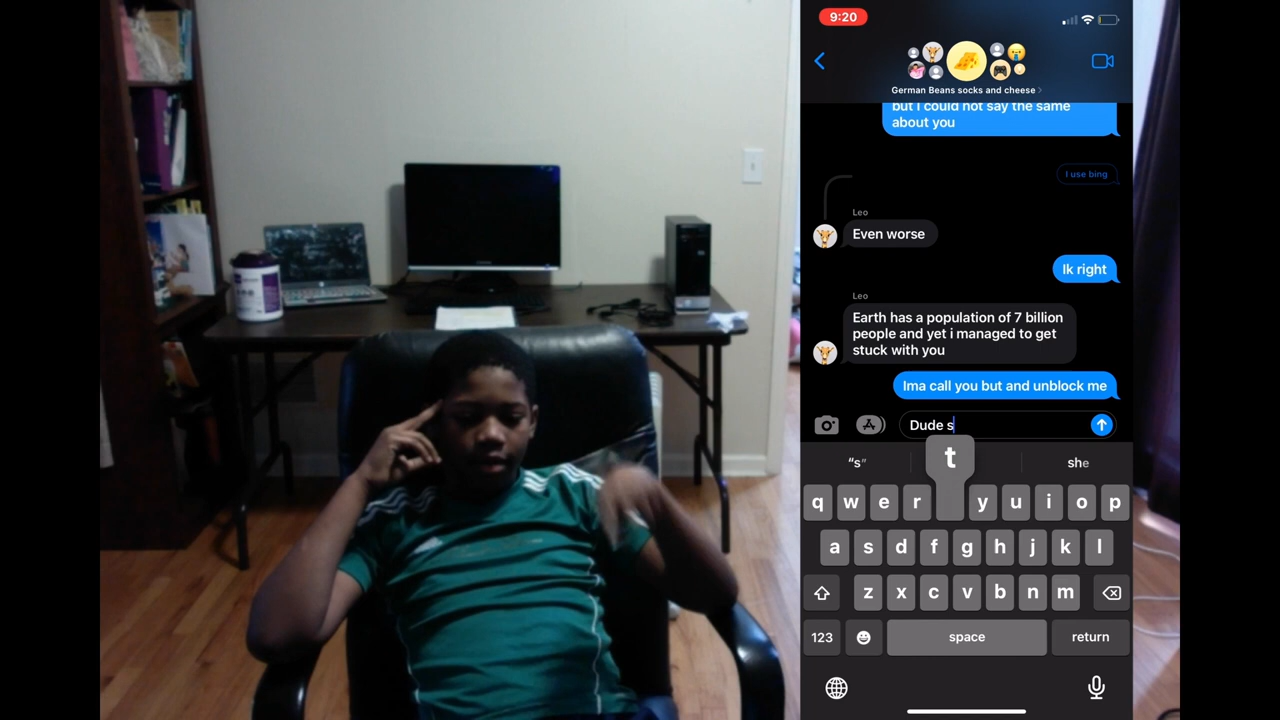 9:20
German Beans socks and cheese
but I could not say the same
about you
I use bing
Leo
Even worse
Ik right
Leo
Earth has a population of 7 billion
people and yet i managed to get
stuck with you
Ima call you but and unblock me
Dude s
t
“s” she
q w e r y u i o p
a s d f g h j k l
z x c v b n m
123 space return